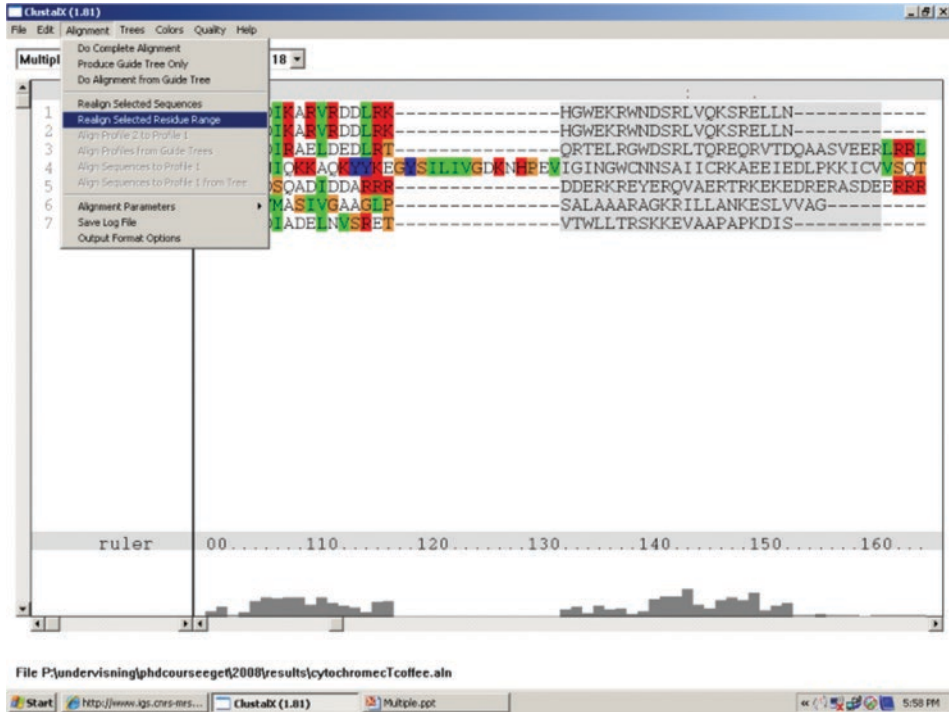 ClustalX (1.81)
File Edit Alignment Trees Colors Quality Help
Multipl
18
Do Complete Alignment
Produce Guide Tree Only
Do Alignment from Guide Tree
Realign Selected Sequences
Realign Selected Residue Range
Align Profile 2 to Profile 1
Align Profiles from Guide Trees
Align Sequences to Profile 1
Align Sequences to Profile 1 from Tree
Alignment Parameters
Save Log File
Output Format Options
: .
1 IKARVRDDLRK---------------HGWEKRWNDSRLVQKSRELLN------------
2 IKARVRDDLRK---------------HGWEKRWNDSRLVQKSRELLN------------
3 IRAELDEDLRT---------------QRTELRGWDSRLTQREQRVTDQAASVEERLRRL
4 IQKKAQKYYKEGYSILIVGDKNHPEVIGINGWCNNSAIICRKAEEIEDLPKKICVVSQT
5 SQADIDDARRR---------------DDERKREYERQVAERTRKEKEDRERASDEERRR
6 MASIVGAAGLP---------------SALAAARAGKRILLANKESLVVAG---------
7 IADELNVSRET---------------VTWLLTRSKKEVAAPAPKDIS------------
ruler 00.......110.......120.......130.......140.......150.......160...
File P:\undervisning\phdcourseeget\2008\results\cytochromecTcoffee.aln
Start http://www.igs.cnrs-mrs... ClustalX (1.81) Multiple.ppt « 5:58 PM